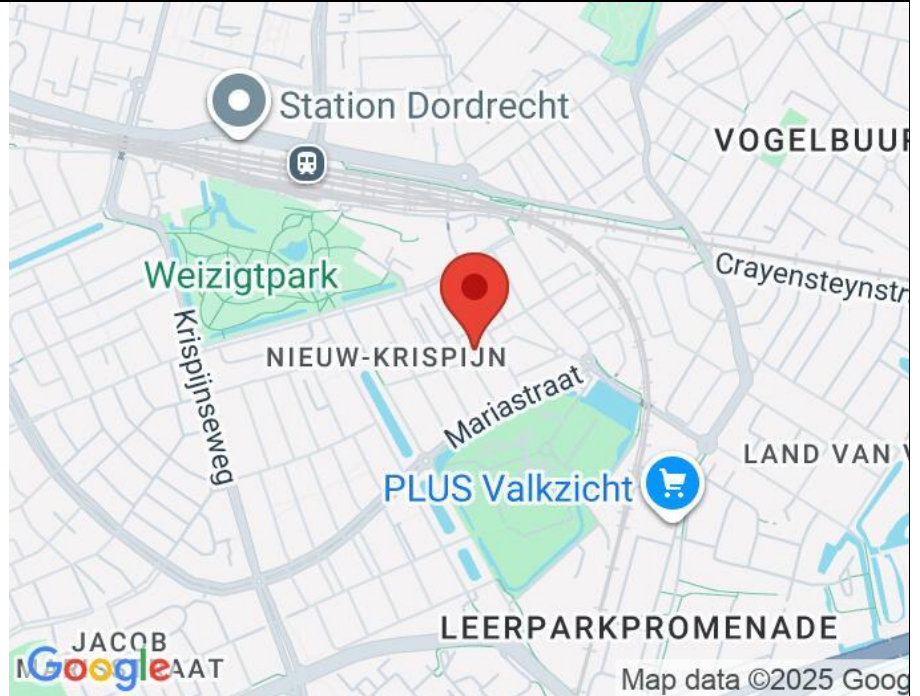 Station Dordrecht
VOGELBUUR
Weizigtpark
Crayensteynstr
Krispijnseweg
NIEUW-KRISPIJN
Mariastraat
LAND VAN
PLUS Valkzicht
LEERPARKPROMENADE
JACOB
Google
Map data ©2025 Goog